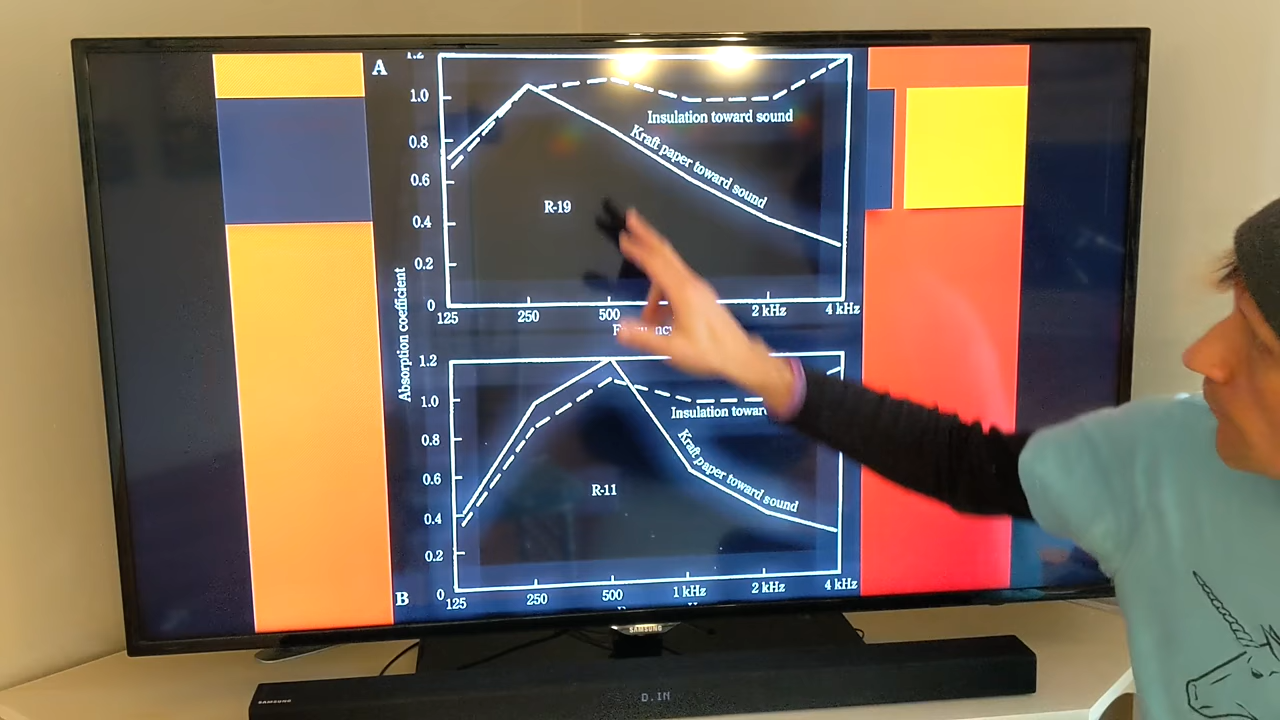 A
1.2
1.0
0.8
0.6
0.4
0.2
0
Insulation toward sound
Kraft paper toward sound
R-19
125 250 500 2 kHz 4 kHz
Absorption coefficient
1.2
1.0
0.8
0.6
0.4
0.2
0
Insulation
Kraft paper toward sound
R-11
B
125 250 500 1 kHz 2 kHz 4 kHz
SAMSUNG
SAMSUNG
D.IN